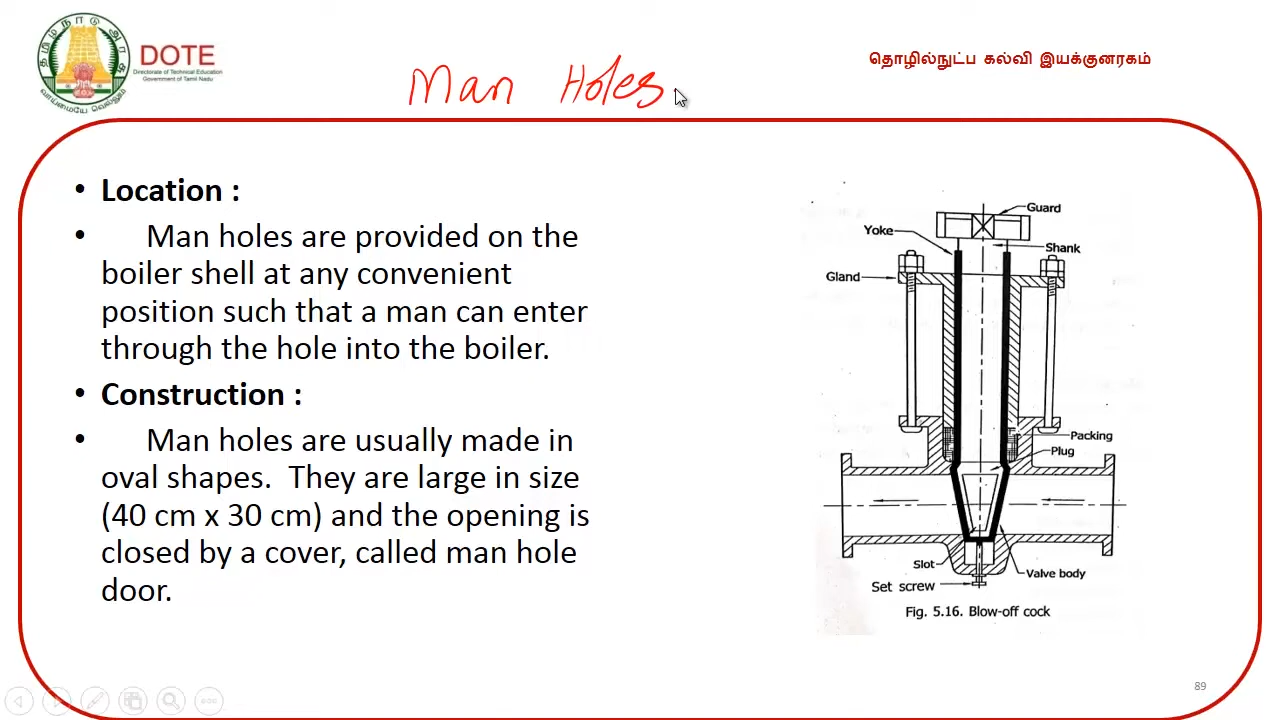 தமிழ்நாடு அரசு
வாய்மையே வெல்லும்
DOTE
Directorate of Technical Education
Government of Tamil Nadu
Man Holes
தொழில்நுட்ப கல்வி இயக்குனரகம்
• Location :
• Man holes are provided on the
boiler shell at any convenient
position such that a man can enter
through the hole into the boiler.
• Construction :
• Man holes are usually made in
oval shapes. They are large in size
(40 cm x 30 cm) and the opening is
closed by a cover, called man hole
door.
Guard
Yoke
Shank
Gland
Packing
Plug
Slot
Valve body
Set screw
Fig. 5.16. Blow-off cock
89